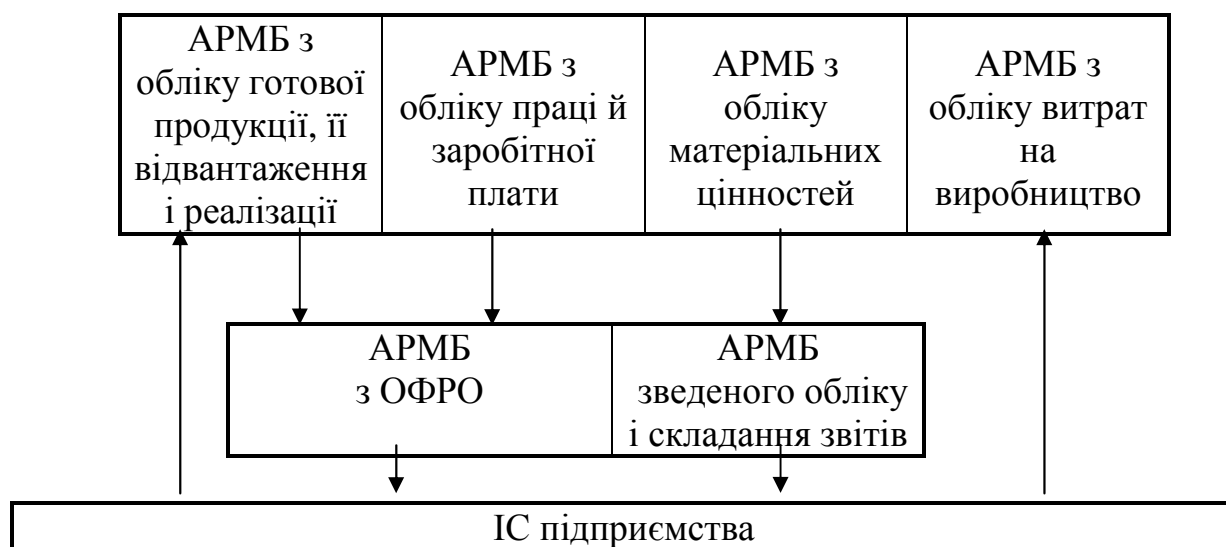 АРМБ з
обліку готової
продукції, її
відвантаження
і реалізації
АРМБ з
обліку праці й
заробітної
плати
АРМБ з
обліку
матеріальних
цінностей
АРМБ з
обліку витрат
на
виробництво
АРМБ
з ОФРО
АРМБ
зведеного обліку
і складання звітів
ІС підприємства